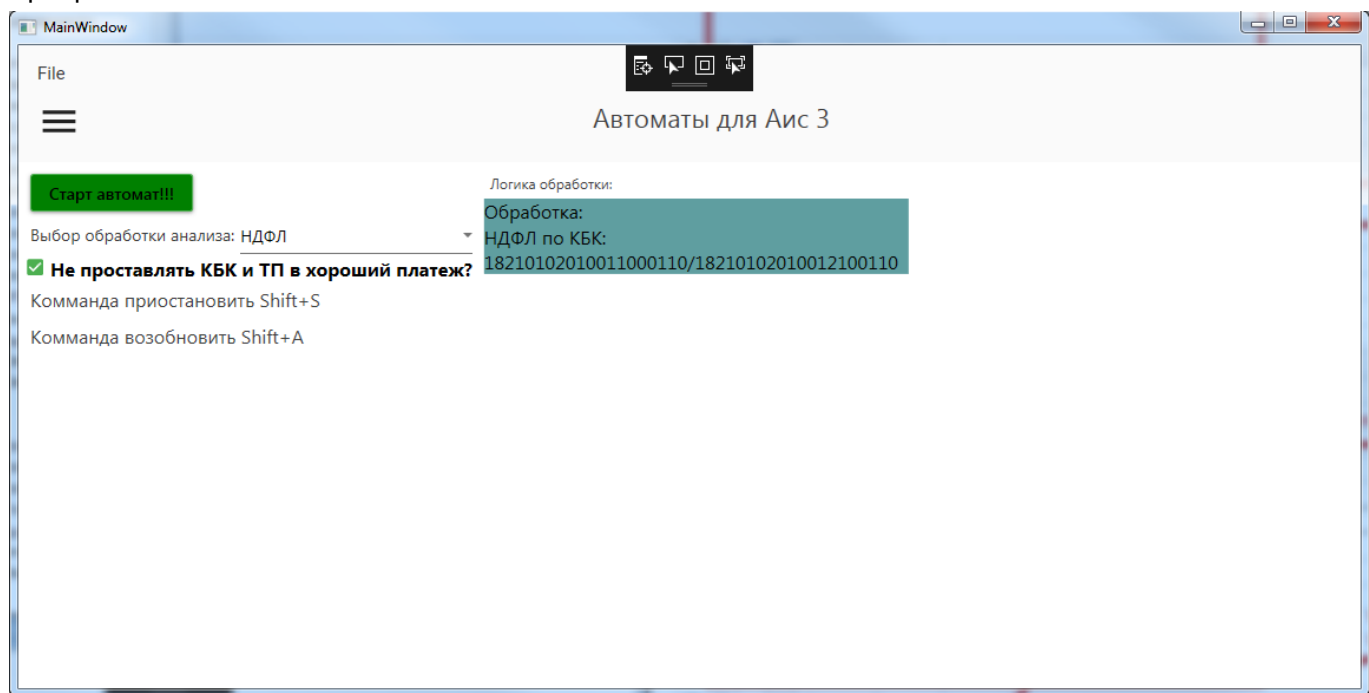 MainWindow
File
Автоматы для Аис 3
Старт автомат!!!
Логика обработки:
Обработка:
Выбор обработки анализа: НДФЛ
НДФЛ по КБК:
Не проставлять КБК и ТП в хороший платеж?
18210102010011000110/18210102010012100110
Комманда приостановить Shift+S
Комманда возобновить Shift+A